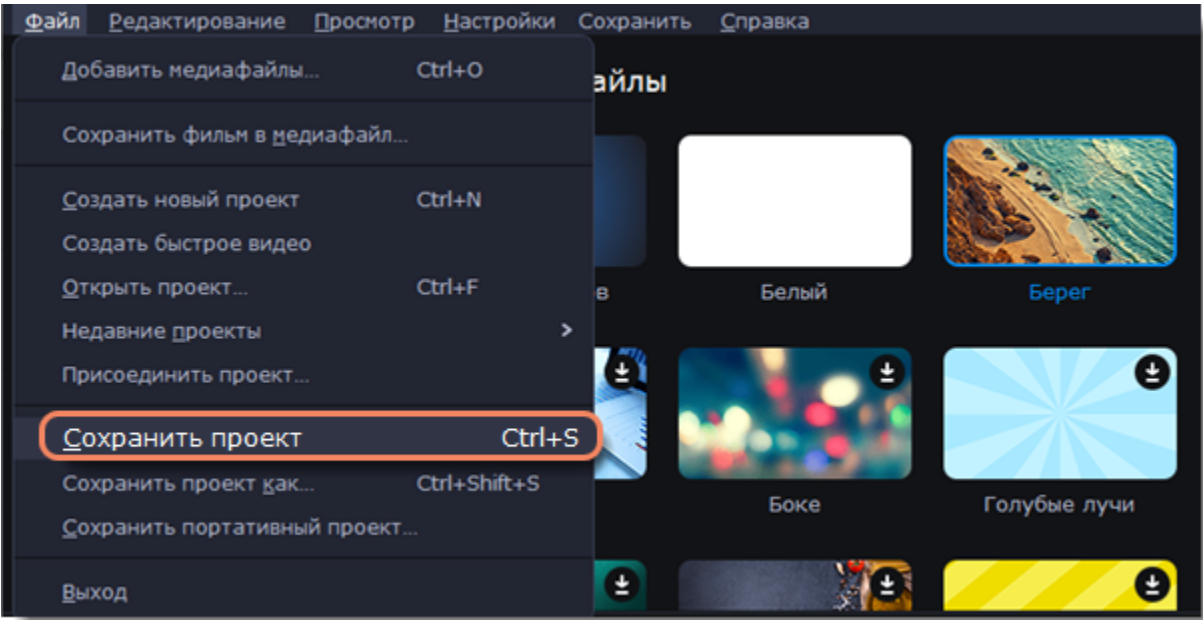 Файл Редактирование Просмотр Настройки Сохранить Справка
Добавить медиафайлы... Ctrl+O
Сохранить фильм в медиафайл...
Создать новый проект Ctrl+N
Создать быстрое видео
Открыть проект... Ctrl+F
Недавние проекты
Присоединить проект...
Сохранить проект Ctrl+S
Сохранить проект как... Ctrl+Shift+S
Сохранить портативный проект...
Выход
айлы
в
Белый
Берег
Боке
Голубые лучи